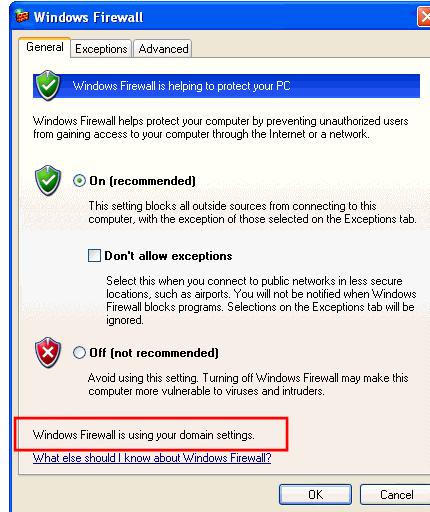 Windows Firewall
General Exceptions Advanced
Windows Firewall is helping to protect your PC
Windows Firewall helps protect your computer by preventing unauthorized users
from gaining access to your computer through the Internet or a network.
On (recommended)
This setting blocks all outside sources from connecting to this
computer, with the exception of those selected on the Exceptions tab.
Don't allow exceptions
Select this when you connect to public networks in less secure
locations, such as airports. You will not be notified when Windows
Firewall blocks programs. Selections on the Exceptions tab will be
ignored.
Off (not recommended)
Avoid using this setting. Turning off Windows Firewall may make this
computer more vulnerable to viruses and intruders.
Windows Firewall is using your domain settings.
What else should I know about Windows Firewall?
OK Cancel